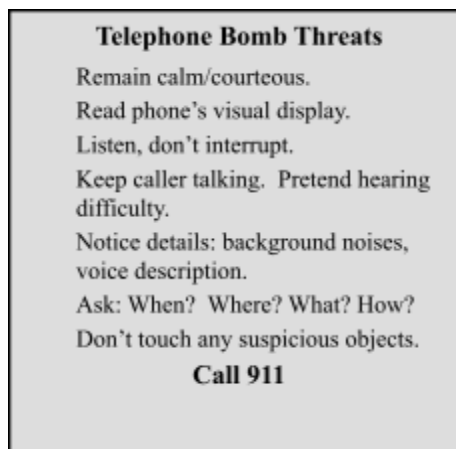 Telephone Bomb Threats
Remain calm/courteous.
Read phone's visual display.
Listen, don't interrupt.
Keep caller talking.  Pretend hearing
difficulty.
Notice details: background noises,
voice description.
Ask: When?  Where? What? How?
Don't touch any suspicious objects.
Call 911